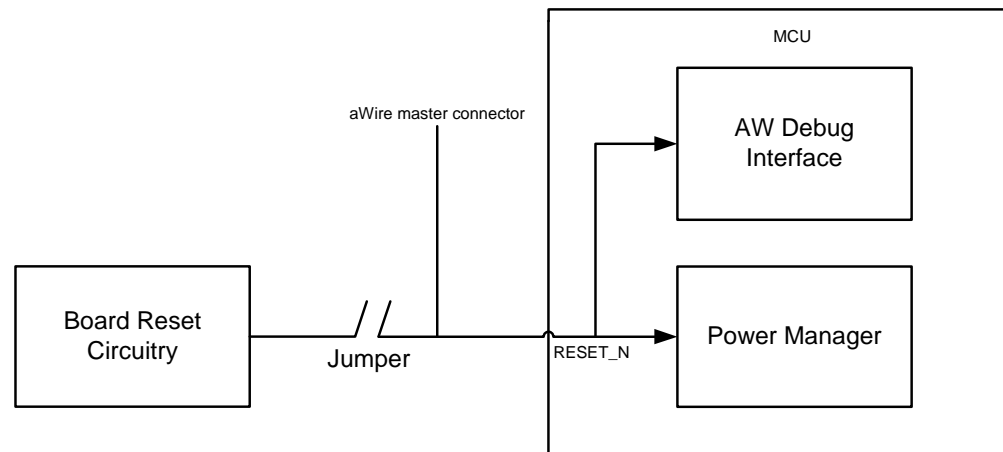 MCU
aWire master connector
AW Debug
Interface
Board Reset
Circuitry
Jumper
RESET_N
Power Manager